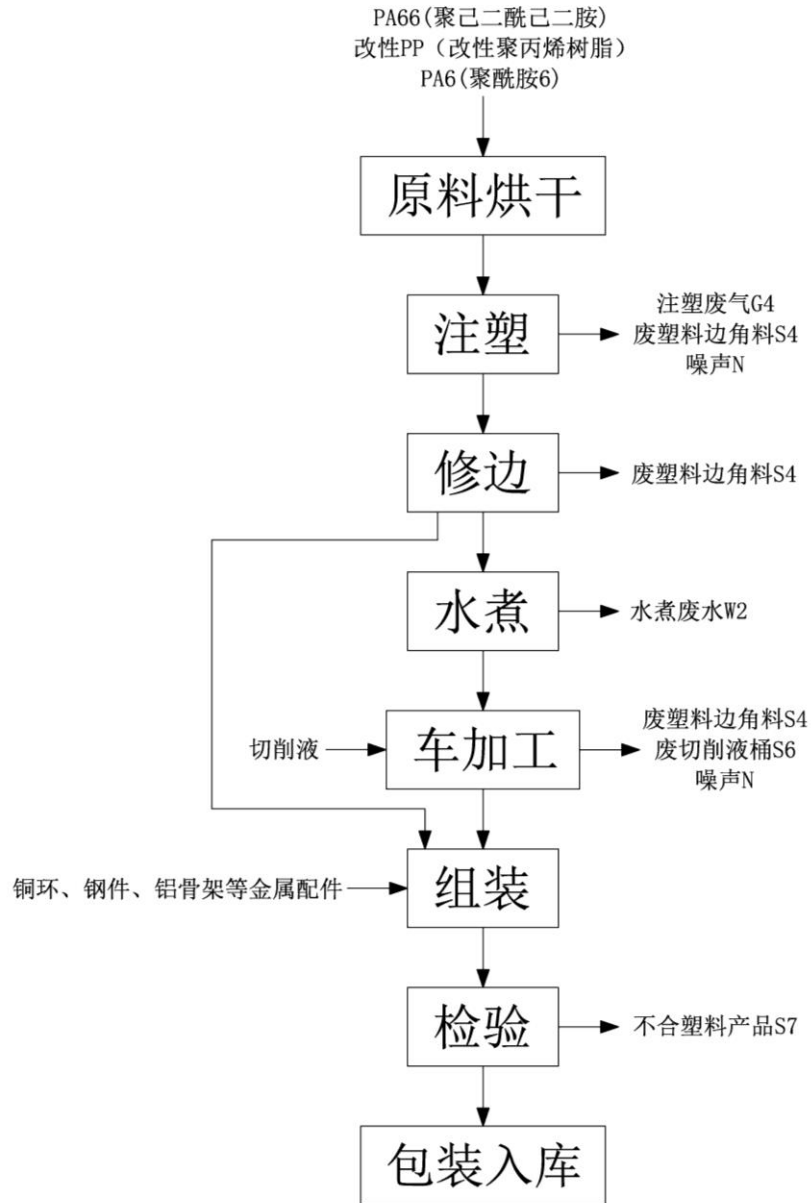 PA66(聚己二酰己二胺)
改性PP（改性聚丙烯树脂）
PA6(聚酰胺6)
原料烘干
注塑
注塑废气G4
废塑料边角料S4
噪声N
修边
废塑料边角料S4
水煮
水煮废水W2
切削液
车加工
废塑料边角料S4
废切削液桶S6
噪声N
铜环、钢件、铝骨架等金属配件
组装
检验
不合塑料产品S7
包装入库